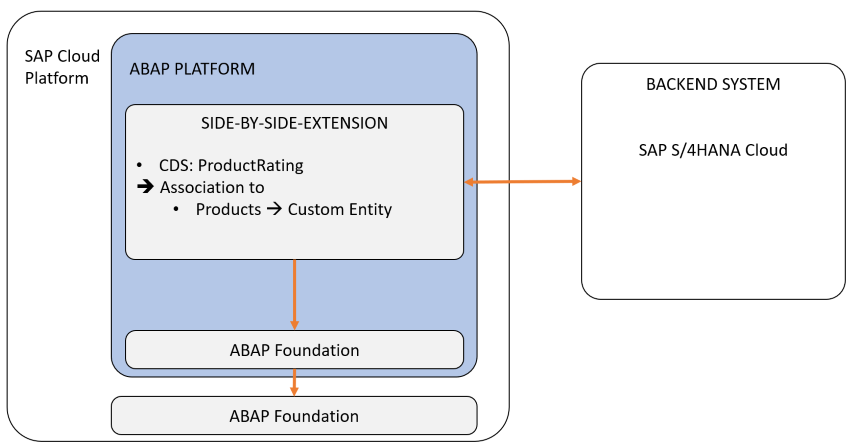 SAP Cloud
Platform
ABAP PLATFORM
SIDE-BY-SIDE-EXTENSION
• CDS: ProductRating
➔ Association to
• Products → Custom Entity
ABAP Foundation
ABAP Foundation
BACKEND SYSTEM
SAP S/4HANA Cloud